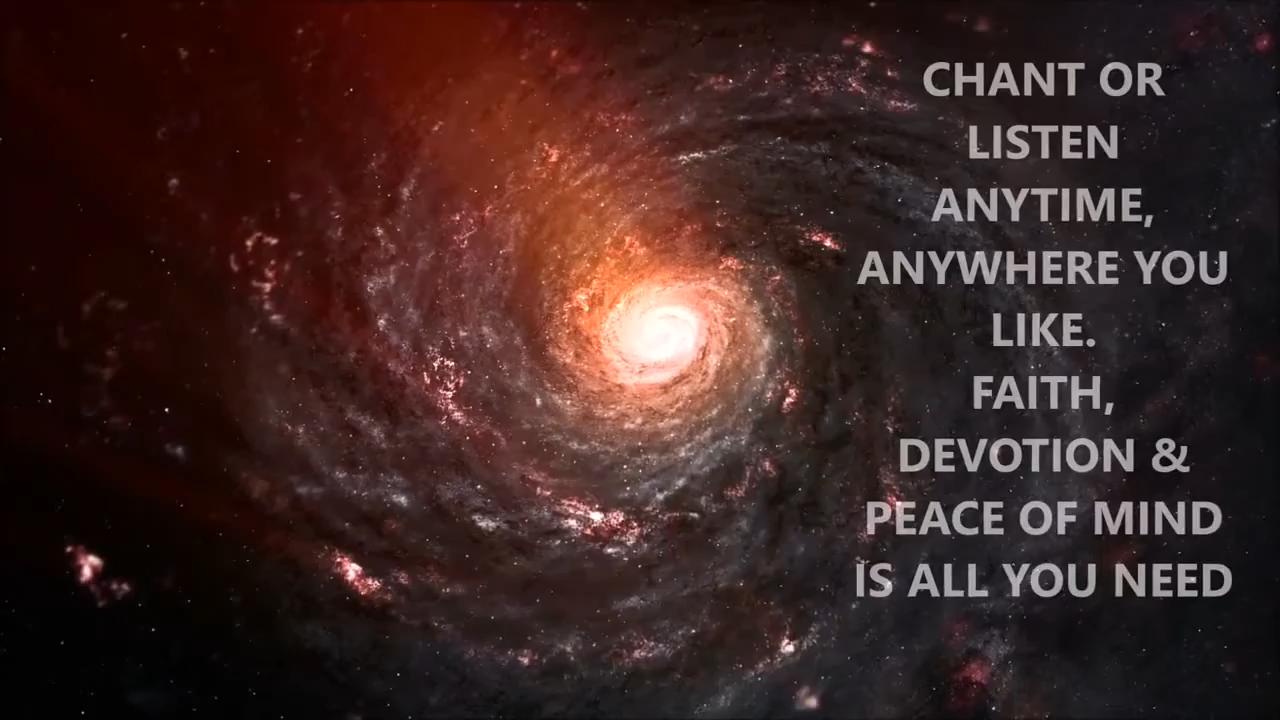 CHANT OR
LISTEN
ANYTIME,
ANYWHERE YOU
LIKE.
FAITH,
DEVOTION &
PEACE OF MIND
IS ALL YOU NEED